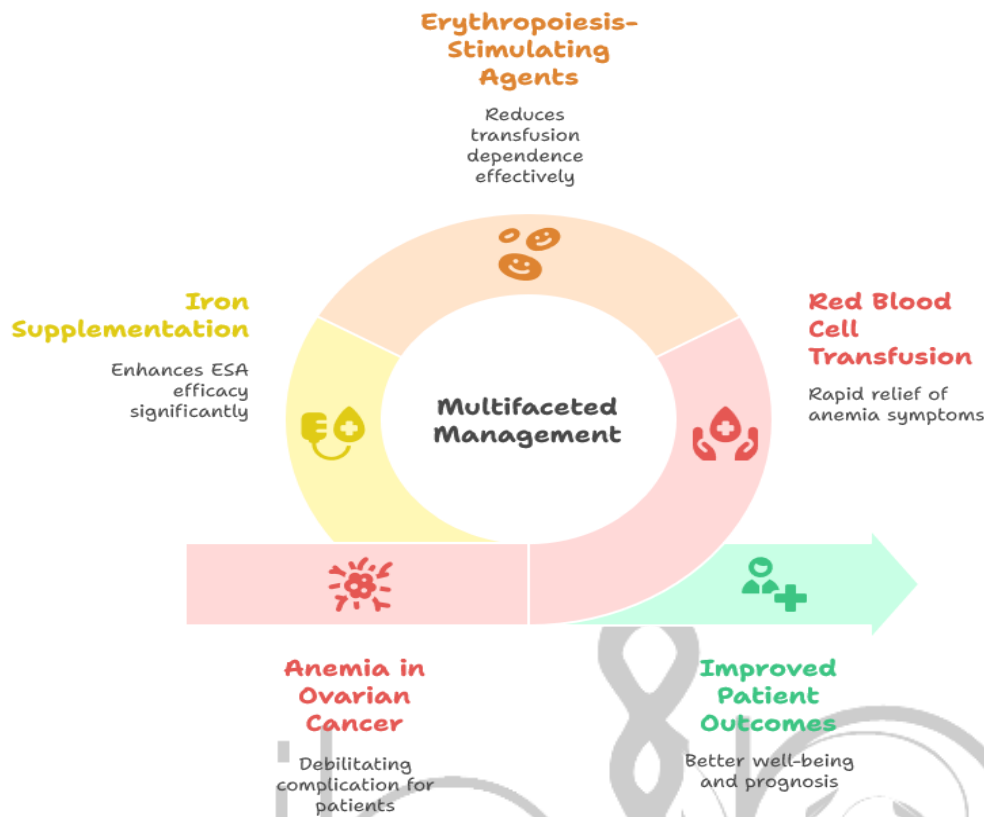 Erythropoiesis-
Stimulating
Agents
Reduces
transfusion
dependence
effectively
Iron
Supplementation
Enhances ESA
efficacy
significantly
Red Blood
Cell
Transfusion
Rapid relief of
anemia symptoms
Multifaceted
Management
Anemia in
Ovarian
Cancer
Debilitating
complication for
patients
Improved
Patient
Outcomes
Better well-being
and prognosis